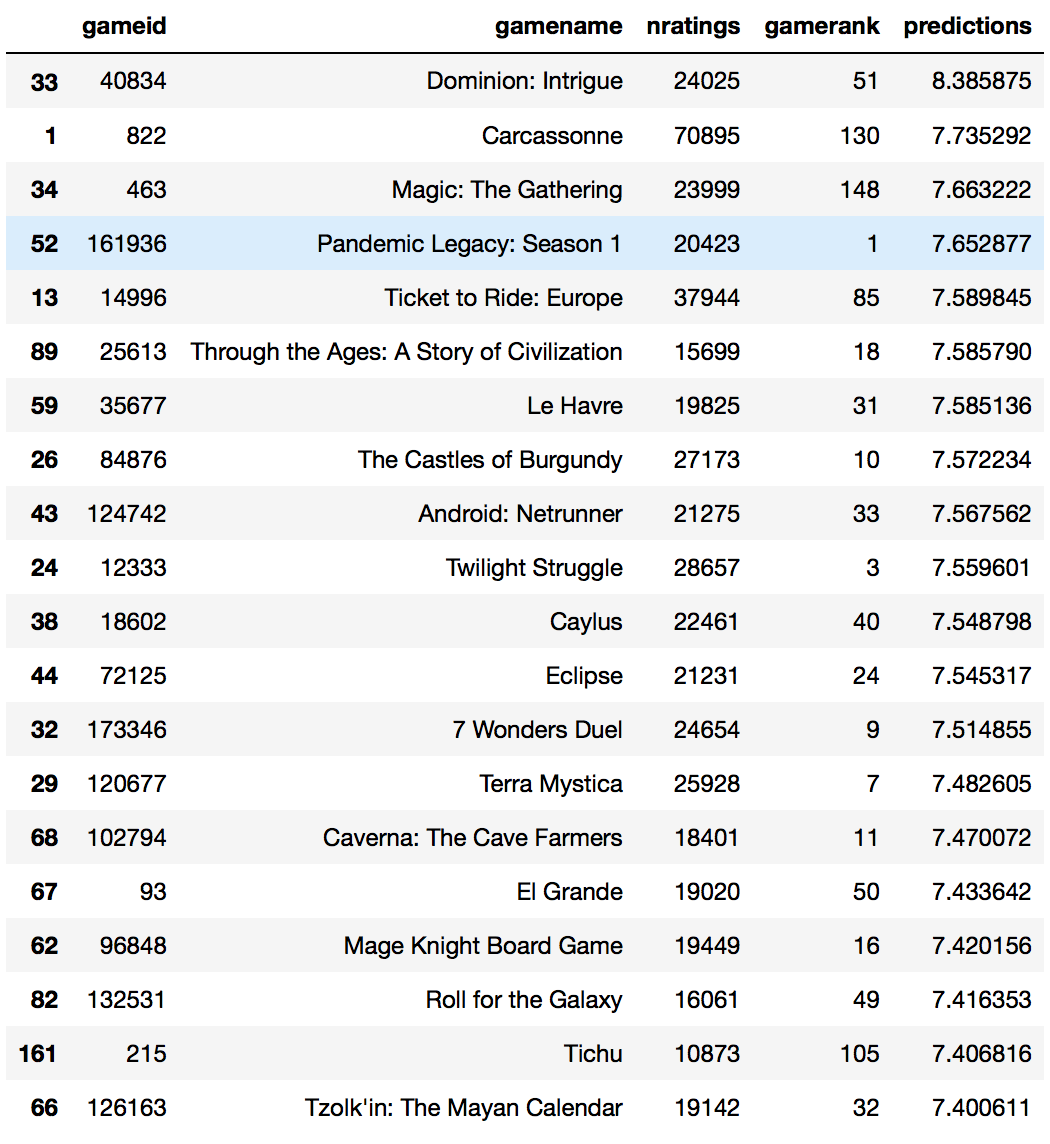 gameid gamename nratings gamerank predictions
33 40834 Dominion: Intrigue 24025 51 8.385875
1 822 Carcassonne 70895 130 7.735292
34 463 Magic: The Gathering 23999 148 7.663222
52 161936 Pandemic Legacy: Season 1 20423 1 7.652877
13 14996 Ticket to Ride: Europe 37944 85 7.589845
89 25613 Through the Ages: A Story of Civilization 15699 18 7.585790
59 35677 Le Havre 19825 31 7.585136
26 84876 The Castles of Burgundy 27173 10 7.572234
43 124742 Android: Netrunner 21275 33 7.567562
24 12333 Twilight Struggle 28657 3 7.559601
38 18602 Caylus 22461 40 7.548798
44 72125 Eclipse 21231 24 7.545317
32 173346 7 Wonders Duel 24654 9 7.514855
29 120677 Terra Mystica 25928 7 7.482605
68 102794 Caverna: The Cave Farmers 18401 11 7.470072
67 93 El Grande 19020 50 7.433642
62 96848 Mage Knight Board Game 19449 16 7.420156
82 132531 Roll for the Galaxy 16061 49 7.416353
161 215 Tichu 10873 105 7.406816
66 126163 Tzolk'in: The Mayan Calendar 19142 32 7.400611